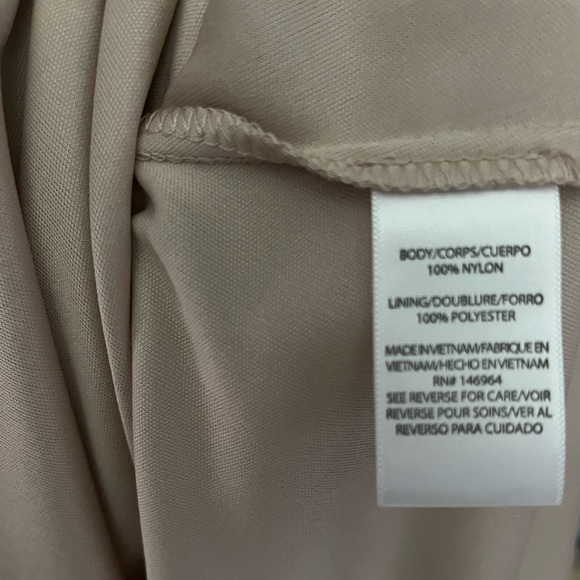 BODY/CORPS/CUERPO
100% NYLON
LINING/DOUBLURE/FORRO
100% POLYESTER
MADE IN VIETNAM/FABRIQUE EN
VIETNAM/HECHO EN VIETNAM
RN# 146964
SEE REVERSE FOR CARE/VOIR
REVERSE POUR SOINS/VER AL
REVERSO PARA CUIDADO